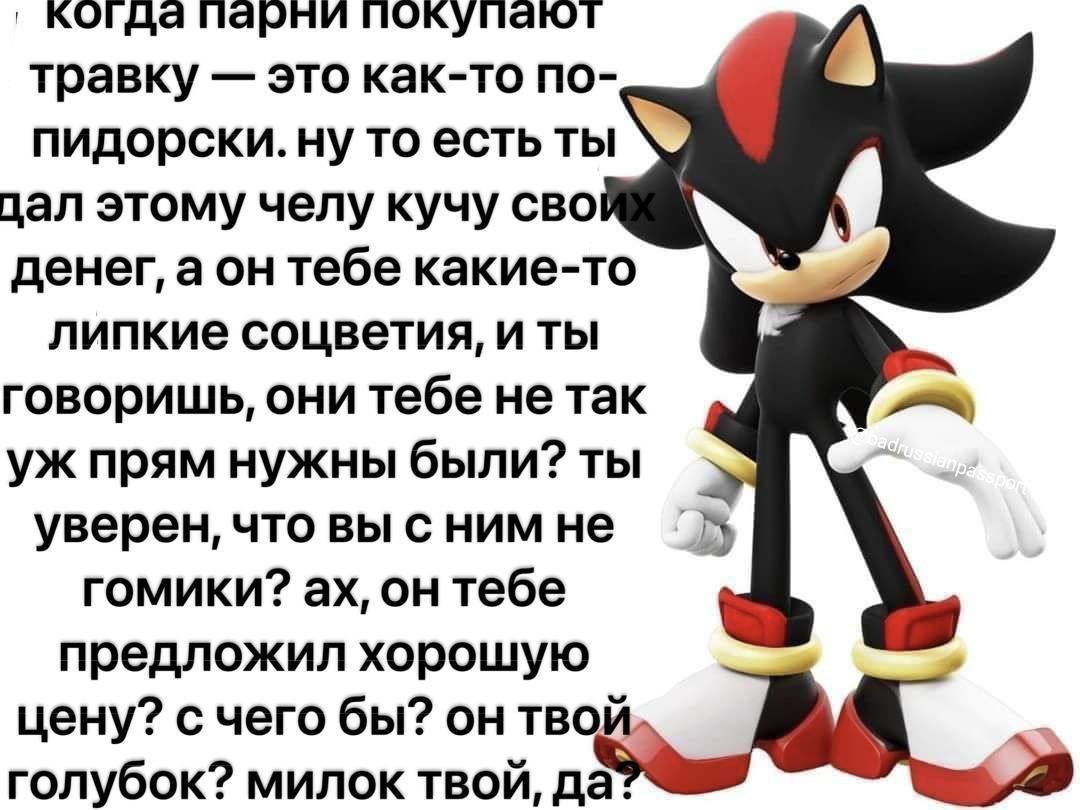 когда парни покупают
травку — это как-то по-
пидорски. ну то есть ты
дал этому челу кучу своих
денег, а он тебе какие-то
липкие соцветия, и ты
говоришь, они тебе не так
уж прям нужны были? ты
уверен, что вы с ним не
гомики? ах, он тебе
предложил хорошую
цену? с чего бы? он твой
голубок? милок твой, да?
@badrussianpassport